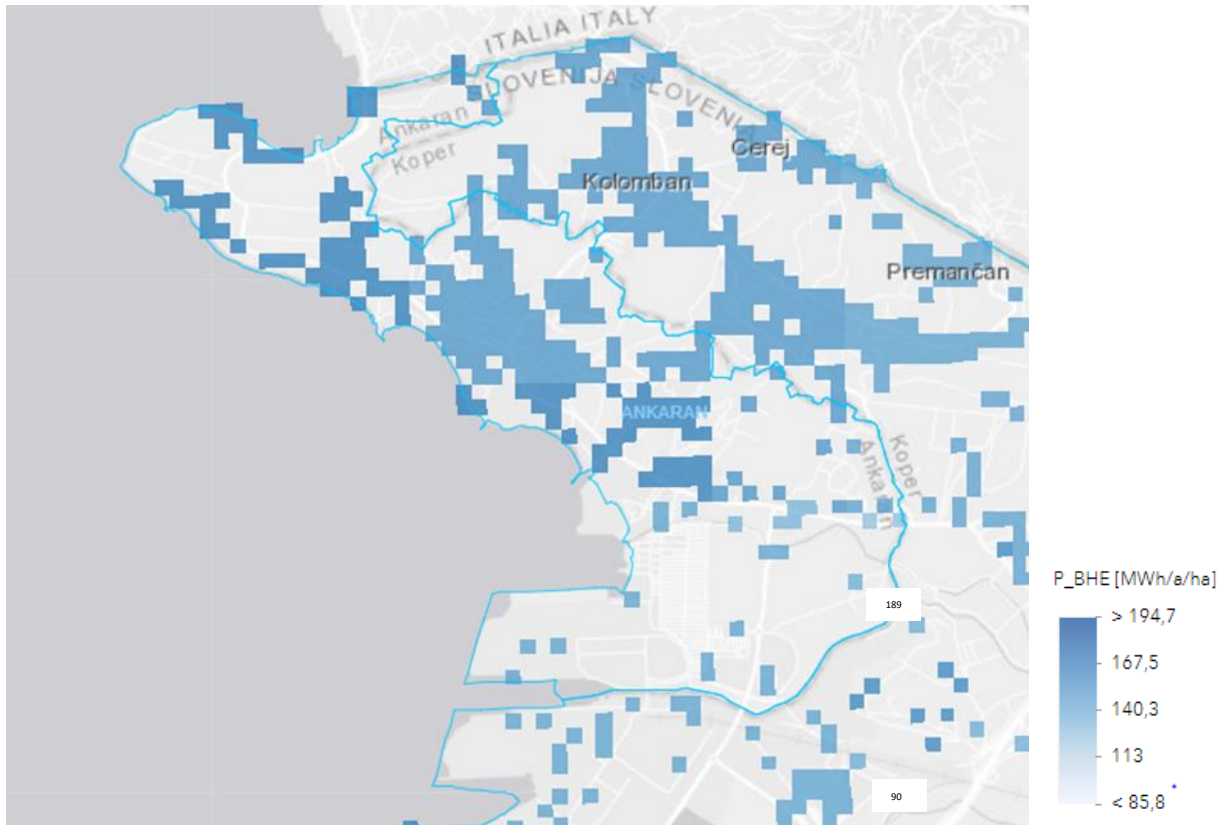 ITALIA ITALY
SLOVENIJA SLOVENIA
Ankaran
Koper
Cerej
Kolomban
Premančan
ANKARAN
Koper
Ankaran
189
90
P_BHE [MWh/a/ha]
> 194,7
167,5
140,3
113
< 85,8